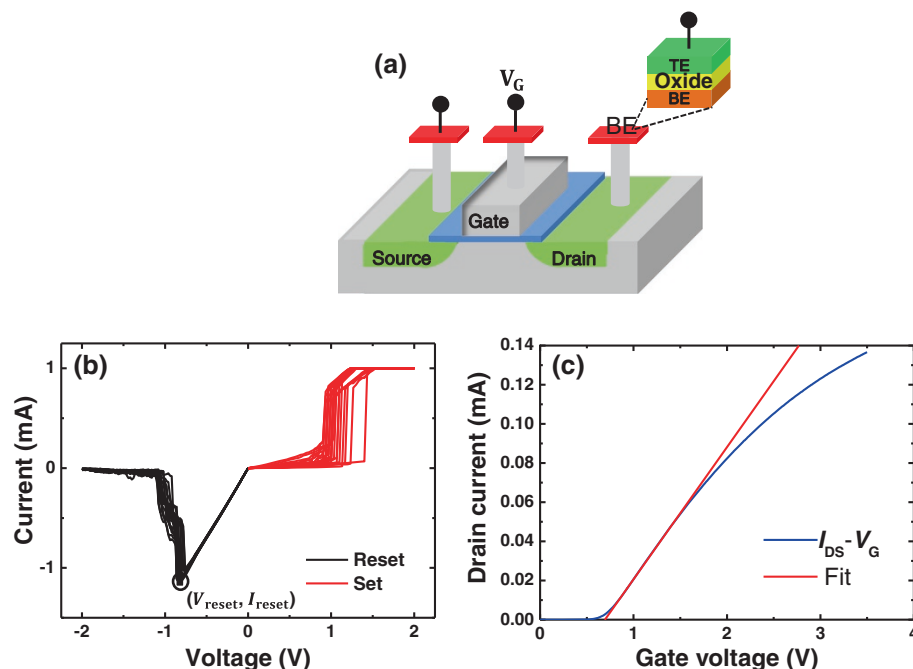 (a)
V_G
TE
Oxide
BE
BE
Gate
Source
Drain
(b)
Current (mA)
1
0
-1
-2
-1
0
1
2
Voltage (V)
Reset
Set
(V_reset, I_reset)
(c)
Drain current (mA)
0.14
0.12
0.10
0.08
0.06
0.04
0.02
0.00
0
1
2
3
4
Gate voltage (V)
I_DS-V_G
Fit